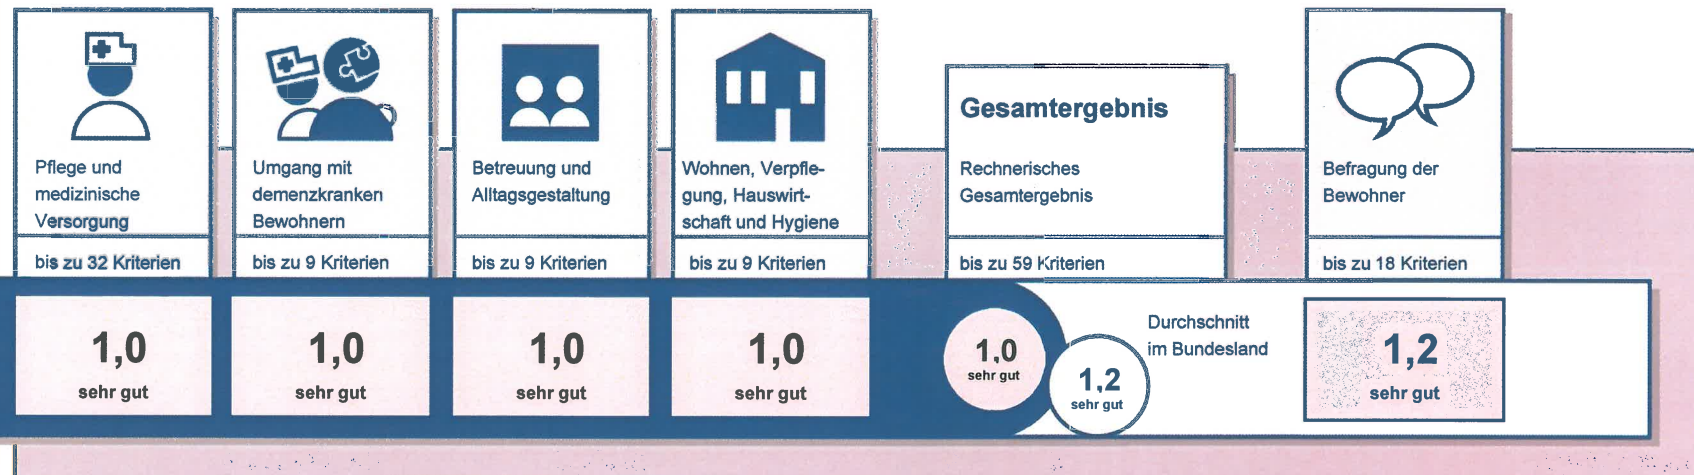 Pflege und
medizinische
Versorgung
bis zu 32 Kriterien
1,0
sehr gut
Umgang mit
demenzkranken
Bewohnern
bis zu 9 Kriterien
1,0
sehr gut
Betreuung und
Alltagsgestaltung
bis zu 9 Kriterien
1,0
sehr gut
Wohnen, Verpfle-
gung, Hauswirt-
schaft und Hygiene
bis zu 9 Kriterien
1,0
sehr gut
Gesamtergebnis
Rechnerisches
Gesamtergebnis
bis zu 59 Kriterien
1,0
sehr gut
1,2
sehr gut
Durchschnitt
im Bundesland
Befragung der
Bewohner
bis zu 18 Kriterien
1,2
sehr gut